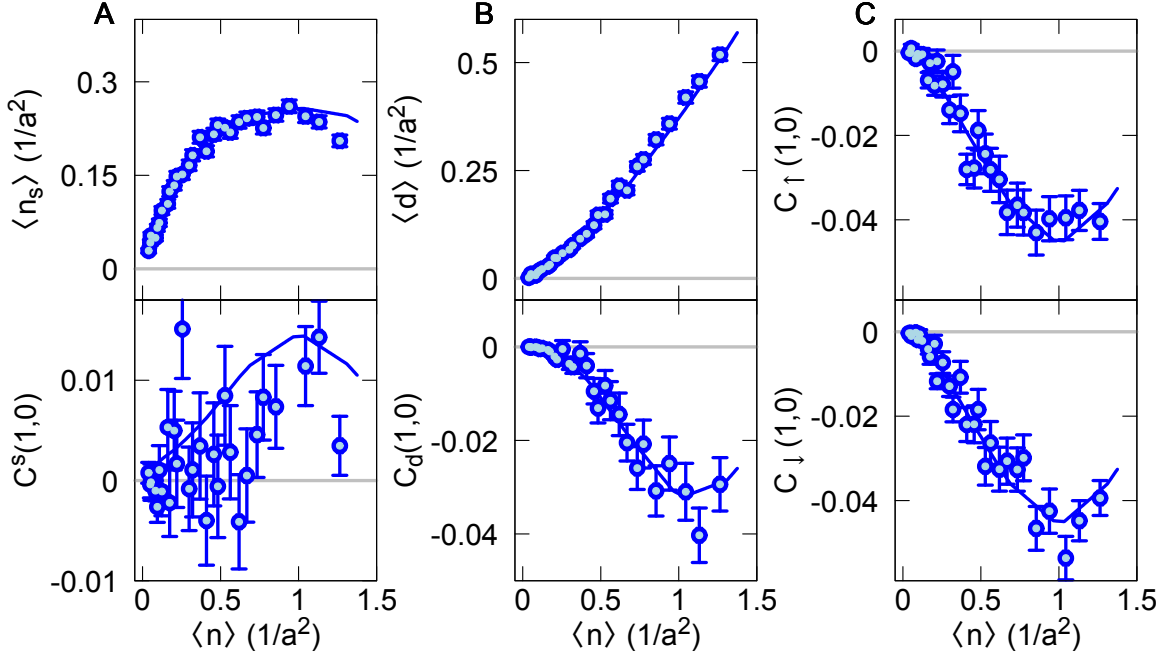 A
B
C
0.3
0.15
0
⟨nₛ⟩ (1/a²)
0.5
0.25
0
⟨d⟩ (1/a²)
0
-0.02
-0.04
C↑(1,0)
0.01
0
-0.01
Cˢ(1,0)
0
-0.02
-0.04
C_d(1,0)
0
-0.02
-0.04
C↓(1,0)
0 0.5 1 1.5
0 0.5 1 1.5
0 0.5 1 1.5
⟨n⟩ (1/a²)
⟨n⟩ (1/a²)
⟨n⟩ (1/a²)